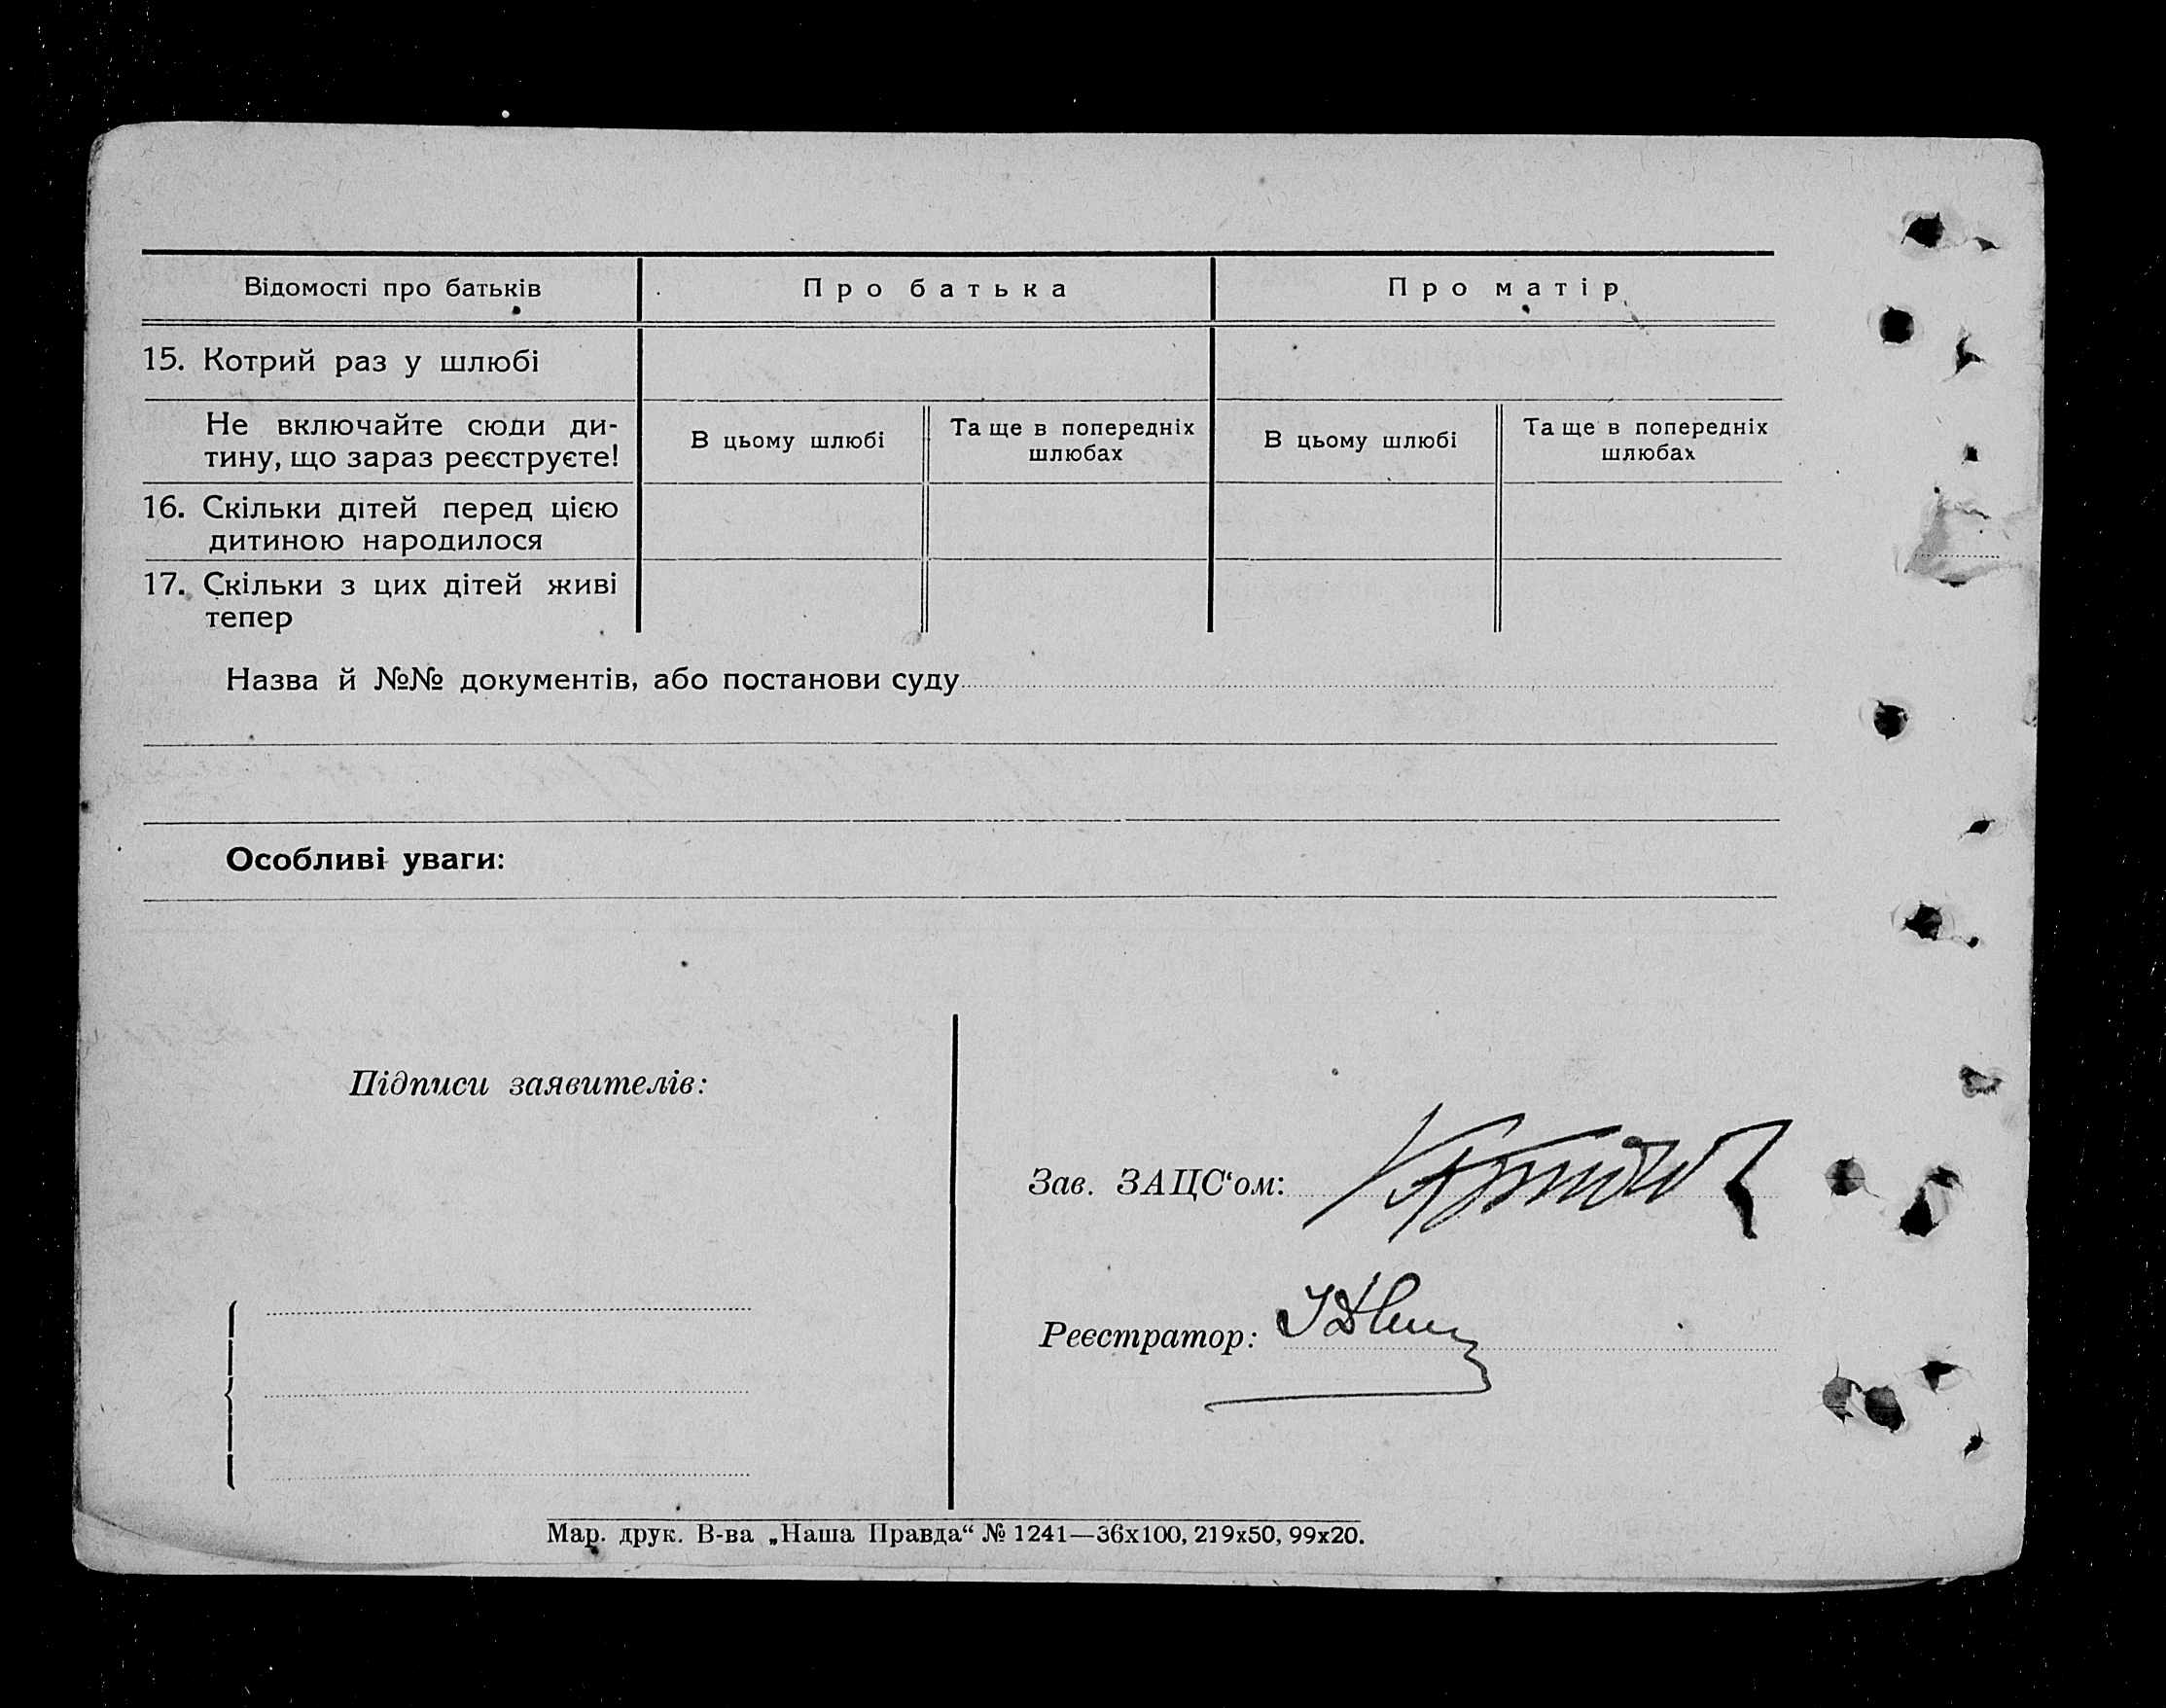 Відомості про батьків
Про батька
Про матір
15. Котрий раз у шлюбі
Не включайте сюди ди-
тину, що зараз реєструєте!
В цьому шлюбі
Та ще в попередніх
шлюбах
В цьому шлюбі
Та ще в попередніх
шлюбах
16. Скільки дітей перед цією
дитиною народилося
17. Скільки з цих дітей живі
тепер
Назва й №№ документів, або постанови суду
Особливі уваги:
Підписи заявителів:
Зав. ЗАЦС‘ом:
Реєстратор:
Мар. друк. В-ва „Наша Правда“ № 1241—36х100, 219х50, 99х20.